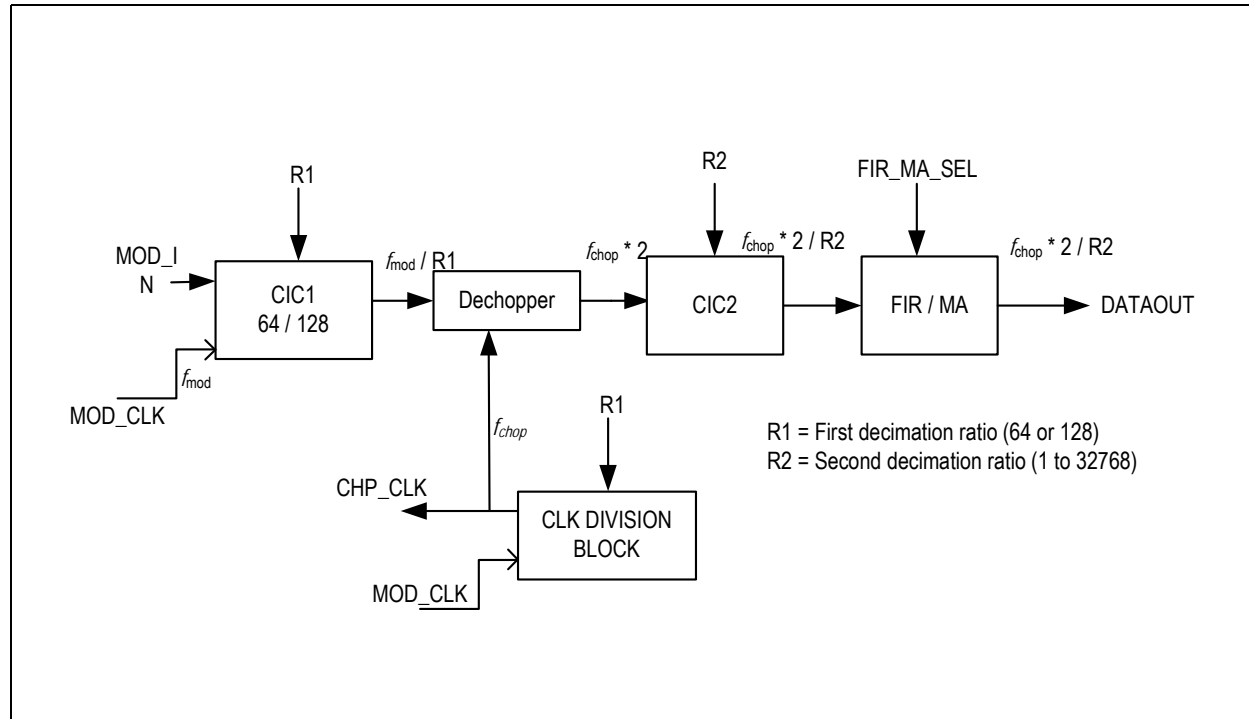 R1
R2
FIR_MA_SEL
MOD_I
N
fmod / R1
fchop * 2
fchop * 2 / R2
fchop * 2 / R2
CIC1
64 / 128
Dechopper
CIC2
FIR / MA
DATAOUT
fmod
MOD_CLK
fchop
R1
R1 = First decimation ratio (64 or 128)
R2 = Second decimation ratio (1 to 32768)
CHP_CLK
CLK DIVISION
BLOCK
MOD_CLK